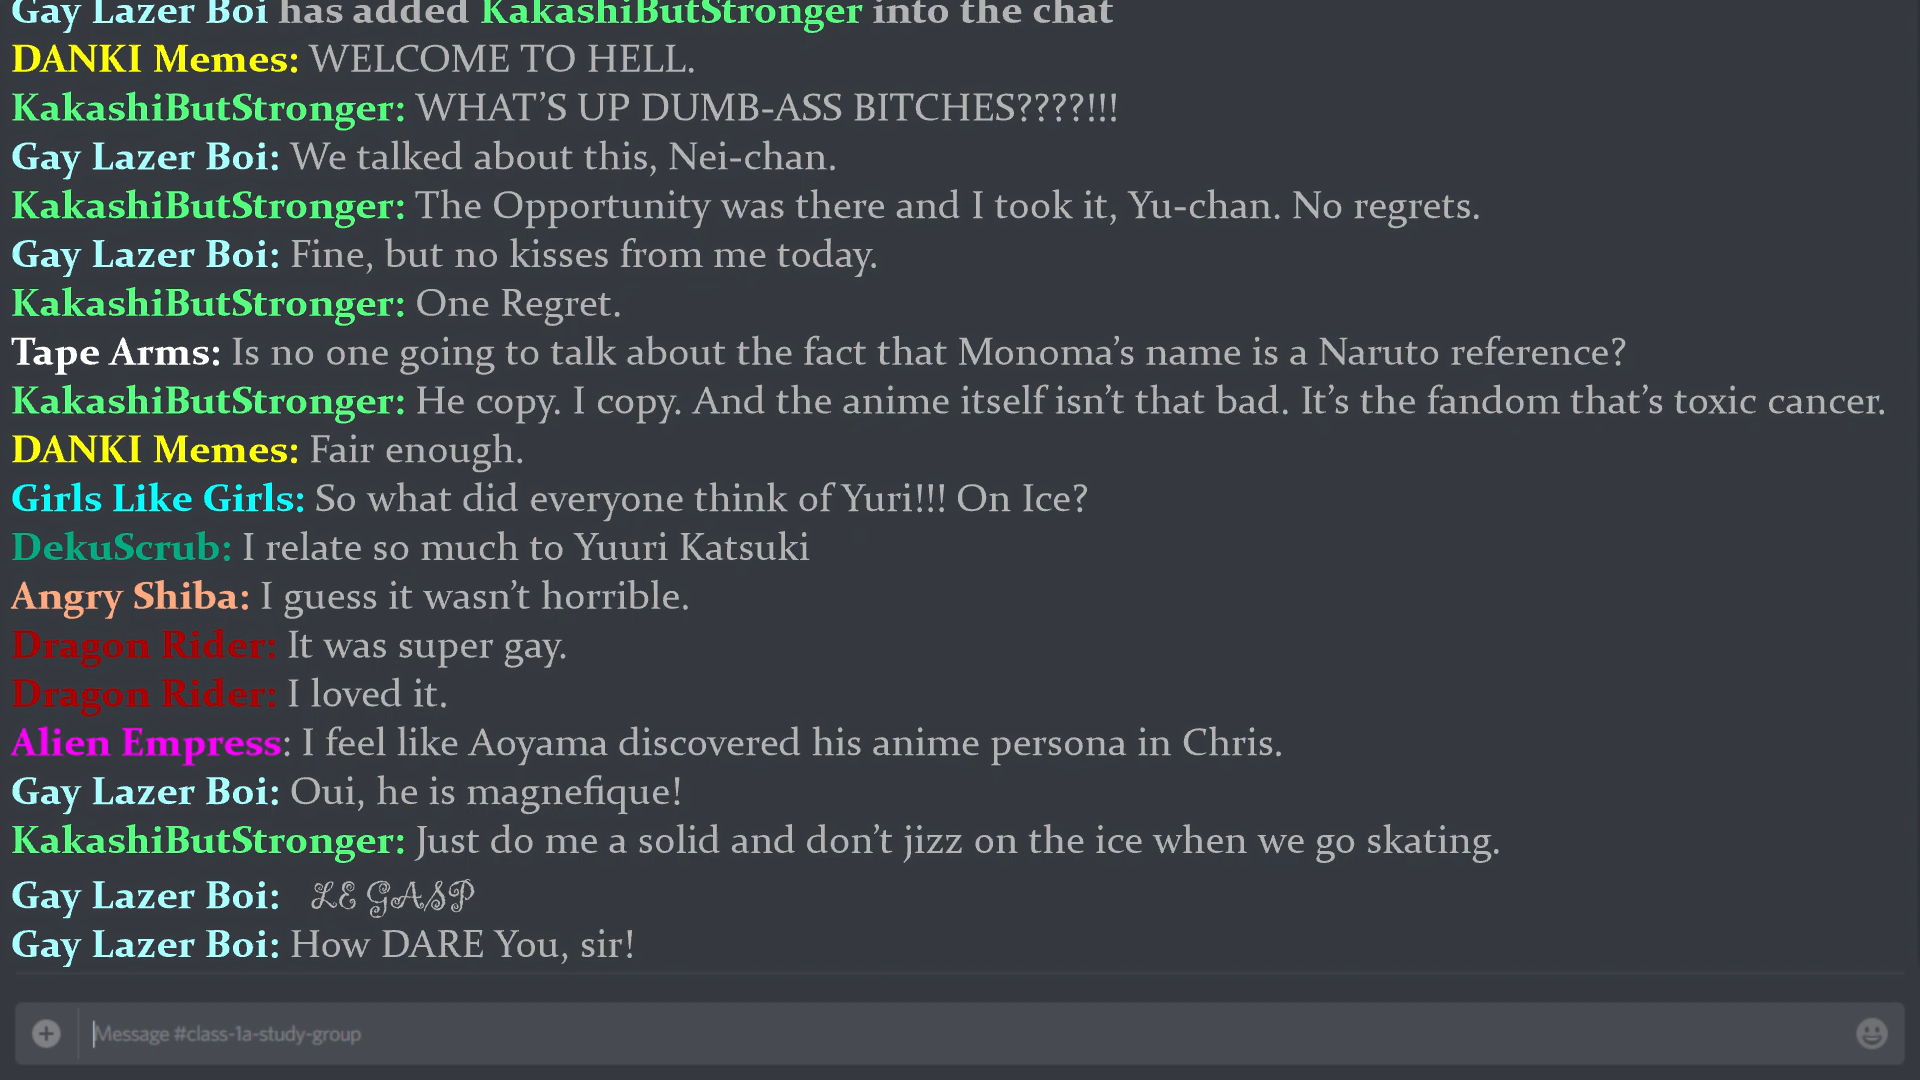 Gay Lazer Boi has added KakashiButStronger into the chat
DANKI Memes: WELCOME TO HELL.
KakashiButStronger: WHAT’S UP DUMB-ASS BITCHES????!!!
Gay Lazer Boi: We talked about this, Nei-chan.
KakashiButStronger: The Opportunity was there and I took it, Yu-chan. No regrets.
Gay Lazer Boi: Fine, but no kisses from me today.
KakashiButStronger: One Regret.
Tape Arms: Is no one going to talk about the fact that Monoma’s name is a Naruto reference?
KakashiButStronger: He copy. I copy. And the anime itself isn’t that bad. It’s the fandom that’s toxic cancer.
DANKI Memes: Fair enough.
Girls Like Girls: So what did everyone think of Yuri!!! On Ice?
DekuScrub: I relate so much to Yuuri Katsuki
Angry Shiba: I guess it wasn’t horrible.
Dragon Rider: It was super gay.
Dragon Rider: I loved it.
Alien Empress: I feel like Aoyama discovered his anime persona in Chris.
Gay Lazer Boi: Oui, he is magnefique!
KakashiButStronger: Just do me a solid and don’t jizz on the ice when we go skating.
Gay Lazer Boi: LE GASP
Gay Lazer Boi: How DARE You, sir!
Message #class-1a-study-group